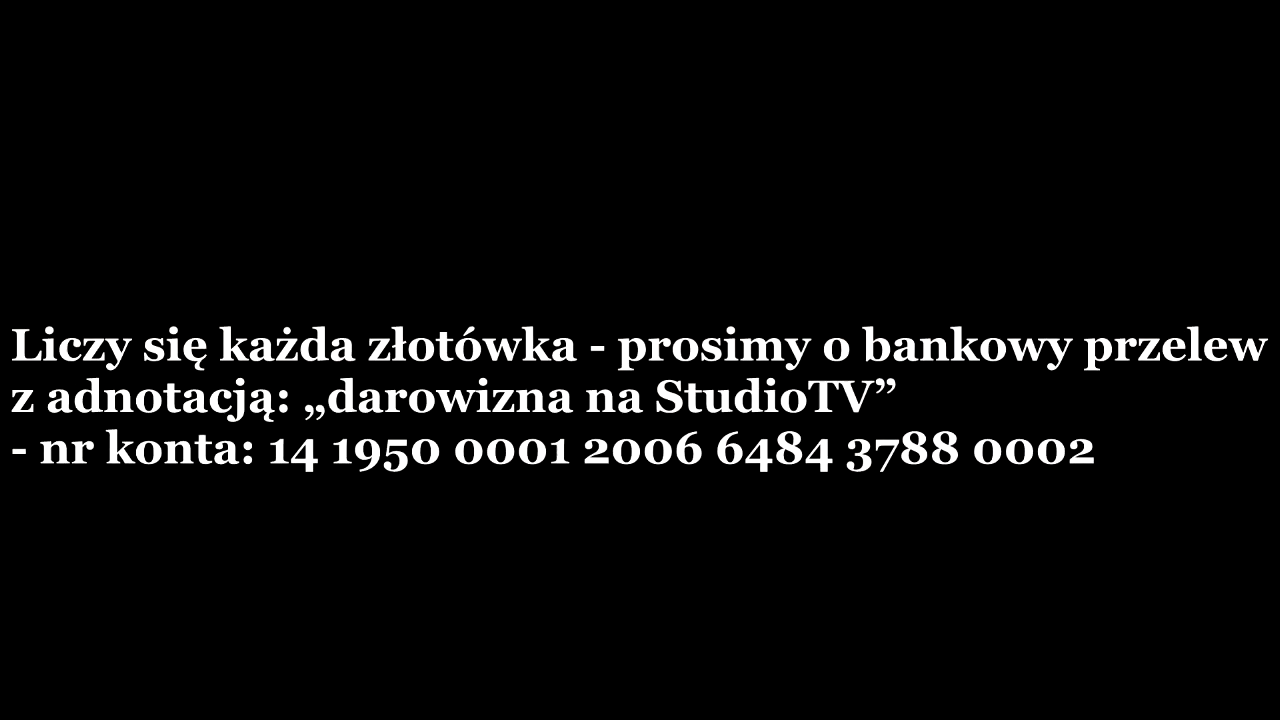 Liczy się każda złotówka - prosimy o bankowy przelew
z adnotacją: „darowizna na StudioTV”
- nr konta: 14 1950 0001 2006 6484 3788 0002